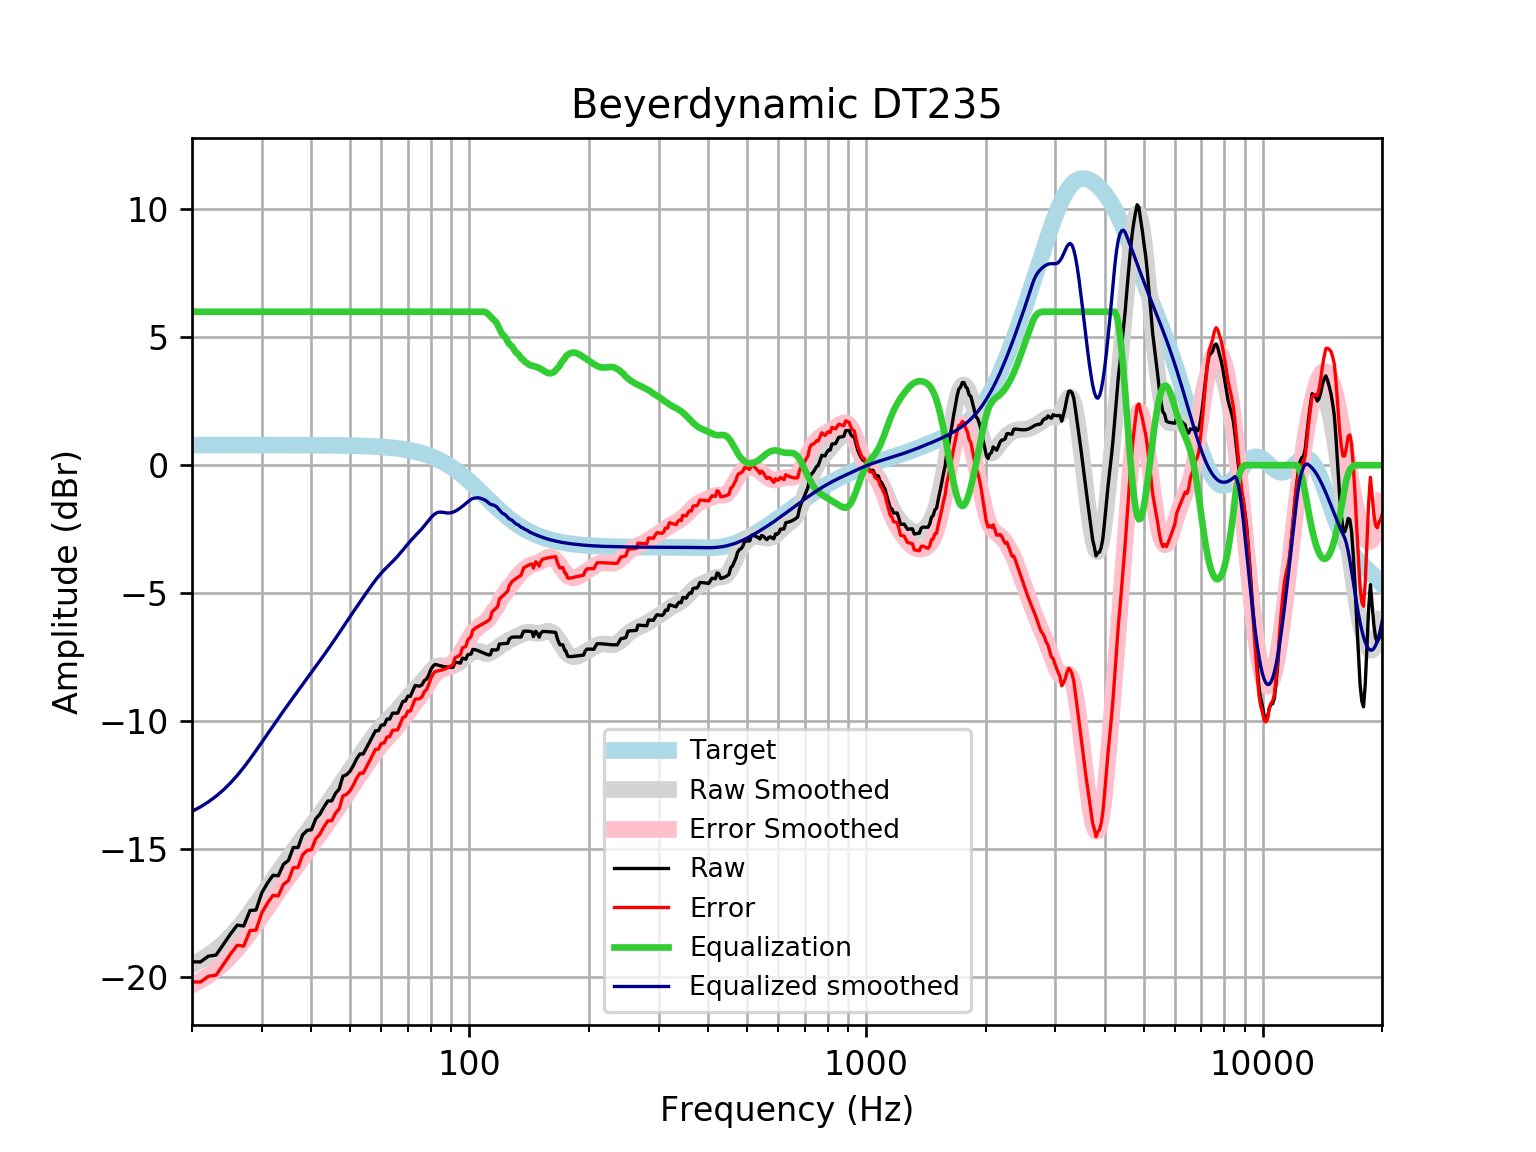 Beyerdynamic DT235
Amplitude (dBr)
10
5
0
−5
−10
−15
−20
Target
Raw Smoothed
Error Smoothed
Raw
Error
Equalization
Equalized smoothed
100
1000
10000
Frequency (Hz)